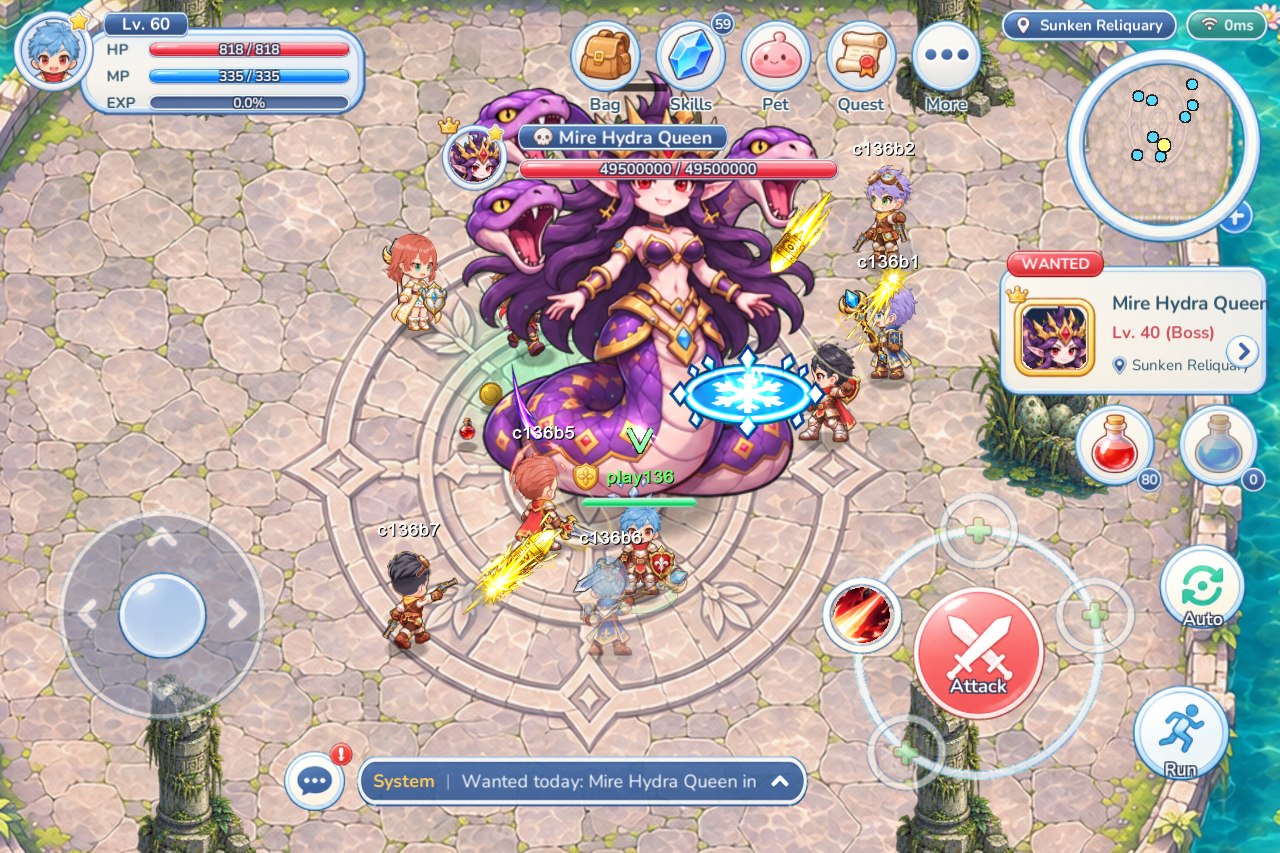 Lv. 60
HP 818 / 818
MP 335 / 335
EXP 0.0%
Bag
59
Skills
Pet
Quest
More
Sunken Reliquary
0ms
Mire Hydra Queen
49500000 / 49500000
c136b2
c136b1
WANTED
Mire Hydra Queen
Lv. 40 (Boss)
Sunken Reliquary
c136b5
play136
80
0
c136b7
c136b6
Auto
Attack
Run
System | Wanted today: Mire Hydra Queen in